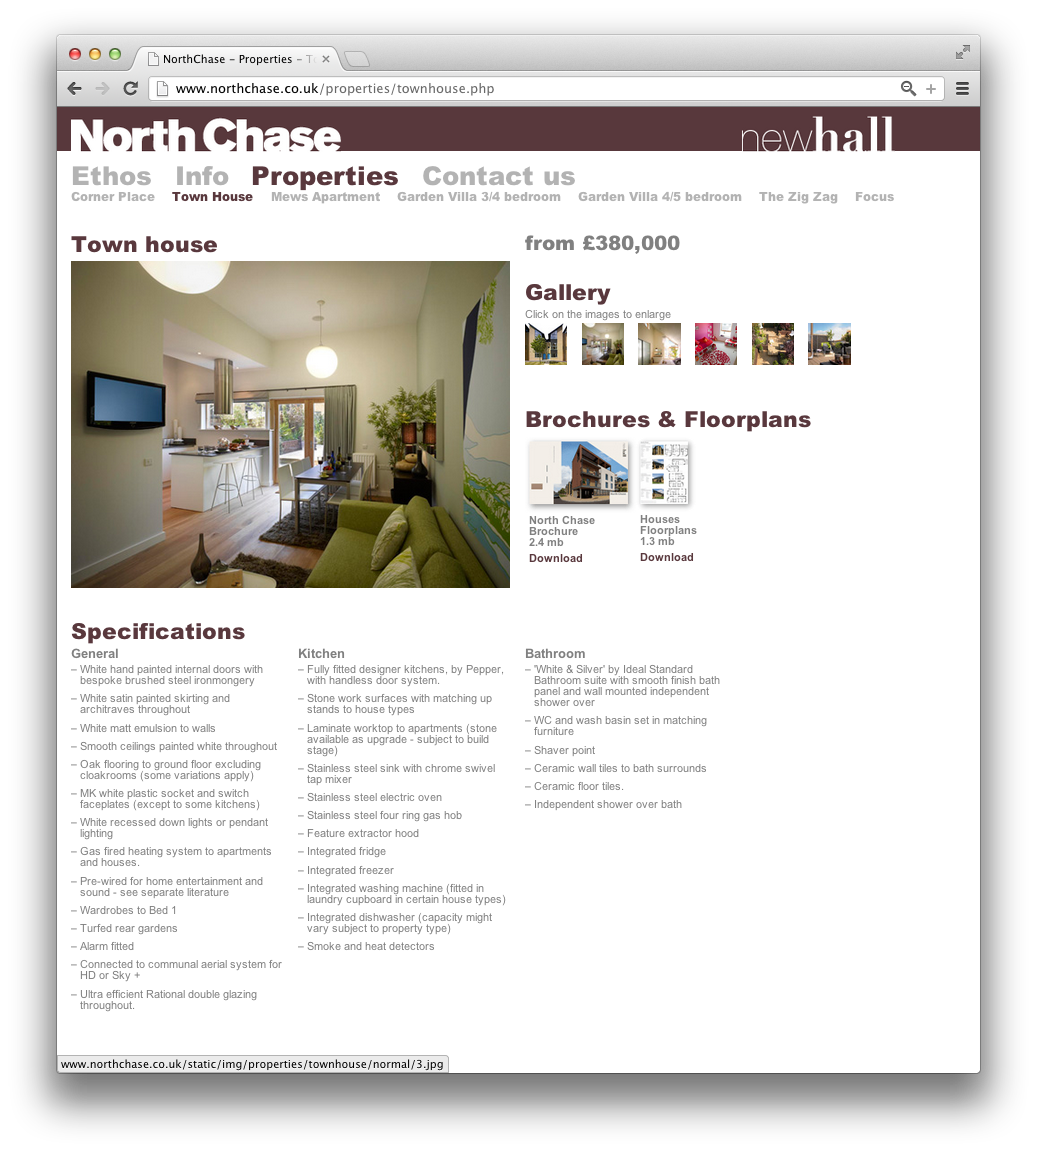 NorthChase – Properties – T
www.northchase.co.uk/properties/townhouse.php
North Chase
newhall
Ethos Info Properties Contact us
Corner Place Town House Mews Apartment Garden Villa 3/4 bedroom Garden Villa 4/5 bedroom The Zig Zag Focus
Town house
from £380,000
Gallery
Click on the images to enlarge
Brochures & Floorplans
North Chase
Brochure
2.4 mb
Download
Houses
Floorplans
1.3 mb
Download
Specifications
General
– White hand painted internal doors with
bespoke brushed steel ironmongery
– White satin painted skirting and
architraves throughout
– White matt emulsion to walls
– Smooth ceilings painted white throughout
– Oak flooring to ground floor excluding
cloakrooms (some variations apply)
– MK white plastic socket and switch
faceplates (except to some kitchens)
– White recessed down lights or pendant
lighting
– Gas fired heating system to apartments
and houses.
– Pre-wired for home entertainment and
sound - see separate literature
– Wardrobes to Bed 1
– Turfed rear gardens
– Alarm fitted
– Connected to communal aerial system for
HD or Sky +
– Ultra efficient Rational double glazing
throughout.
Kitchen
– Fully fitted designer kitchens, by Pepper,
with handless door system.
– Stone work surfaces with matching up
stands to house types
– Laminate worktop to apartments (stone
available as upgrade - subject to build
stage)
– Stainless steel sink with chrome swivel
tap mixer
– Stainless steel electric oven
– Stainless steel four ring gas hob
– Feature extractor hood
– Integrated fridge
– Integrated freezer
– Integrated washing machine (fitted in
laundry cupboard in certain house types)
– Integrated dishwasher (capacity might
vary subject to property type)
– Smoke and heat detectors
Bathroom
– 'White & Silver' by Ideal Standard
Bathroom suite with smooth finish bath
panel and wall mounted independent
shower over
– WC and wash basin set in matching
furniture
– Shaver point
– Ceramic wall tiles to bath surrounds
– Ceramic floor tiles.
– Independent shower over bath
www.northchase.co.uk/static/img/properties/townhouse/normal/3.jpg